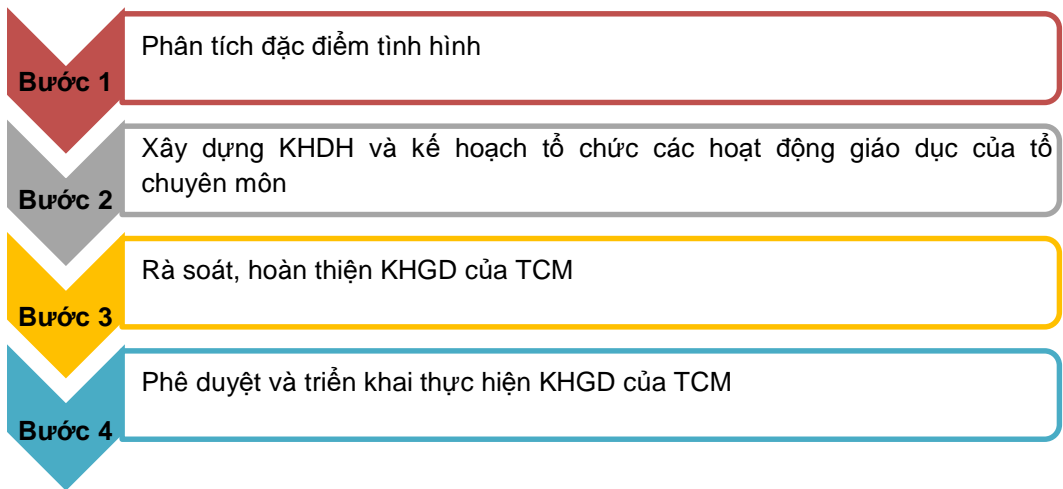 Phân tích đặc điểm tình hình
Bước 1
Xây dựng KHDH và kế hoạch tổ chức các hoạt động giáo dục của tổ
chuyên môn
Bước 2
Rà soát, hoàn thiện KHGD của TCM
Bước 3
Phê duyệt và triển khai thực hiện KHGD của TCM
Bước 4